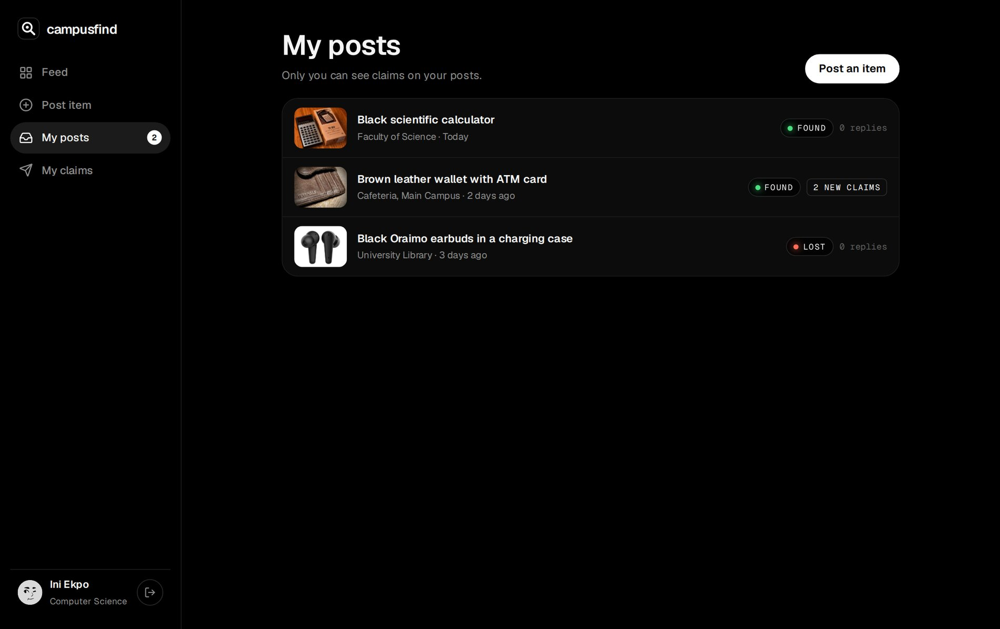 campusfind
Feed
Post item
My posts
2
My claims
Ini Ekpo
Computer Science
My posts
Only you can see claims on your posts.
Post an item
Black scientific calculator
Faculty of Science · Today
FOUND
0 replies
Brown leather wallet with ATM card
Cafeteria, Main Campus · 2 days ago
FOUND
2 NEW CLAIMS
Black Oraimo earbuds in a charging case
University Library · 3 days ago
LOST
0 replies